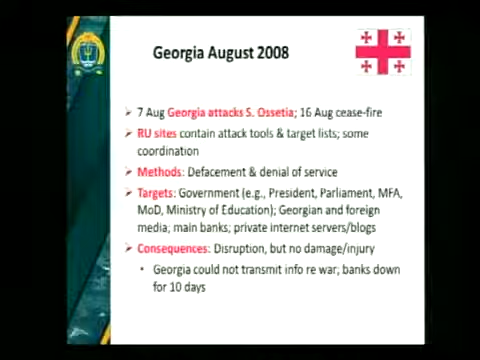 Georgia August 2008
7 Aug Georgia attacks S. Ossetia; 16 Aug cease-fire
RU sites contain attack tools & target lists; some
coordination
Methods: Defacement & denial of service
Targets: Government (e.g., President, Parliament, MFA,
MoD, Ministry of Education); Georgian and foreign
media; main banks; private internet servers/blogs
Consequences: Disruption, but no damage/injury
Georgia could not transmit info re war; banks down
for 10 days